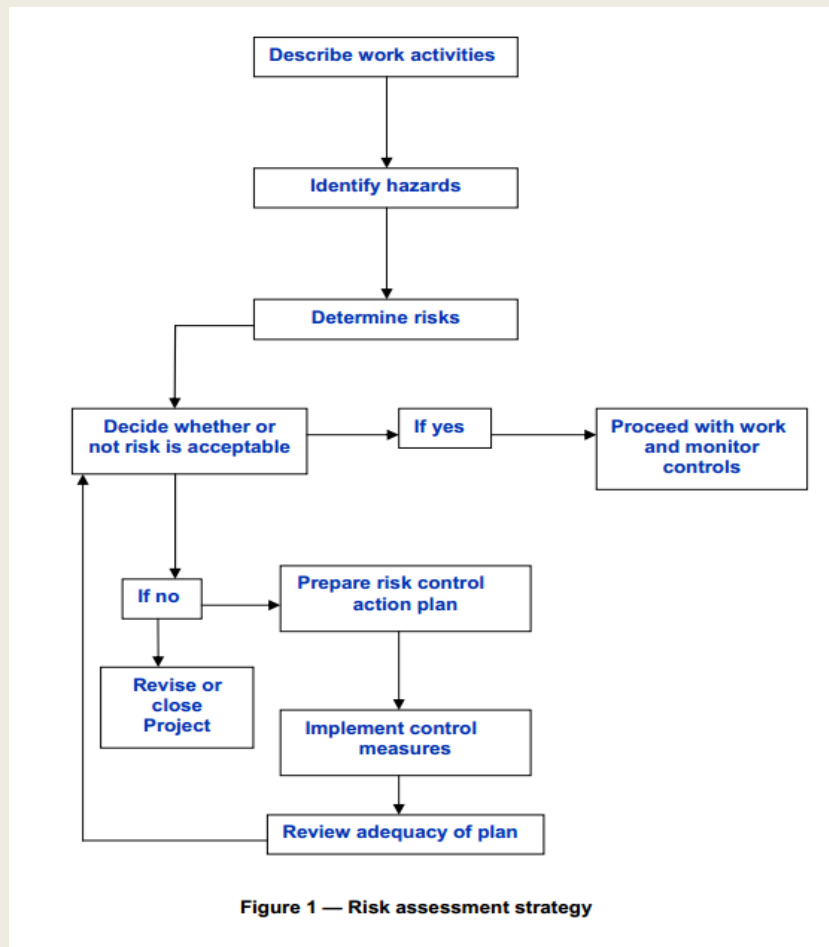 Describe work activities
Identify hazards
Determine risks
Decide whether or
not risk is acceptable
If yes
Proceed with work
and monitor
controls
If no
Prepare risk control
action plan
Revise or
close
Project
Implement control
measures
Review adequacy of plan
Figure 1 — Risk assessment strategy